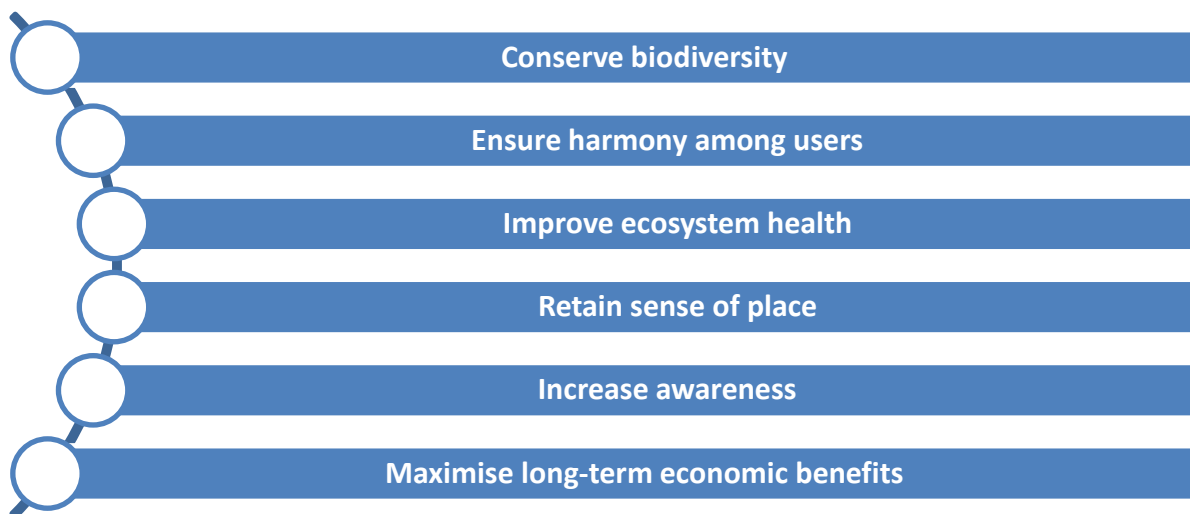 Conserve biodiversity
Ensure harmony among users
Improve ecosystem health
Retain sense of place
Increase awareness
Maximise long-term economic benefits